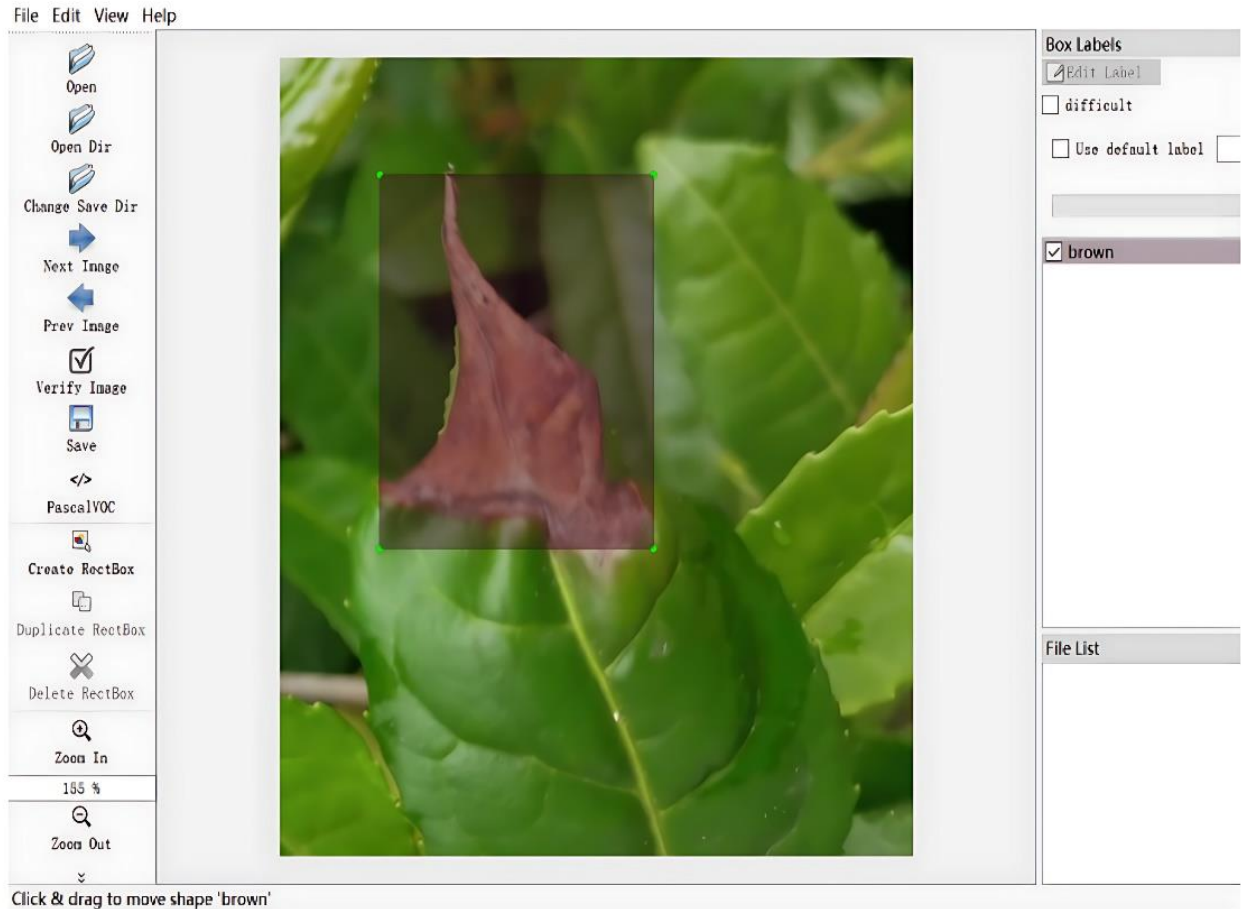 File Edit View Help
Open
Open Dir
Change Save Dir
Next Image
Prev Image
Verify Image
Save
</>
PascalVOC
Create RectBox
Duplicate RectBox
Delete RectBox
Zoom In
155 %
Zoom Out
Box Labels
Edit Label
difficult
Use default label
brown
File List
Click & drag to move shape 'brown'